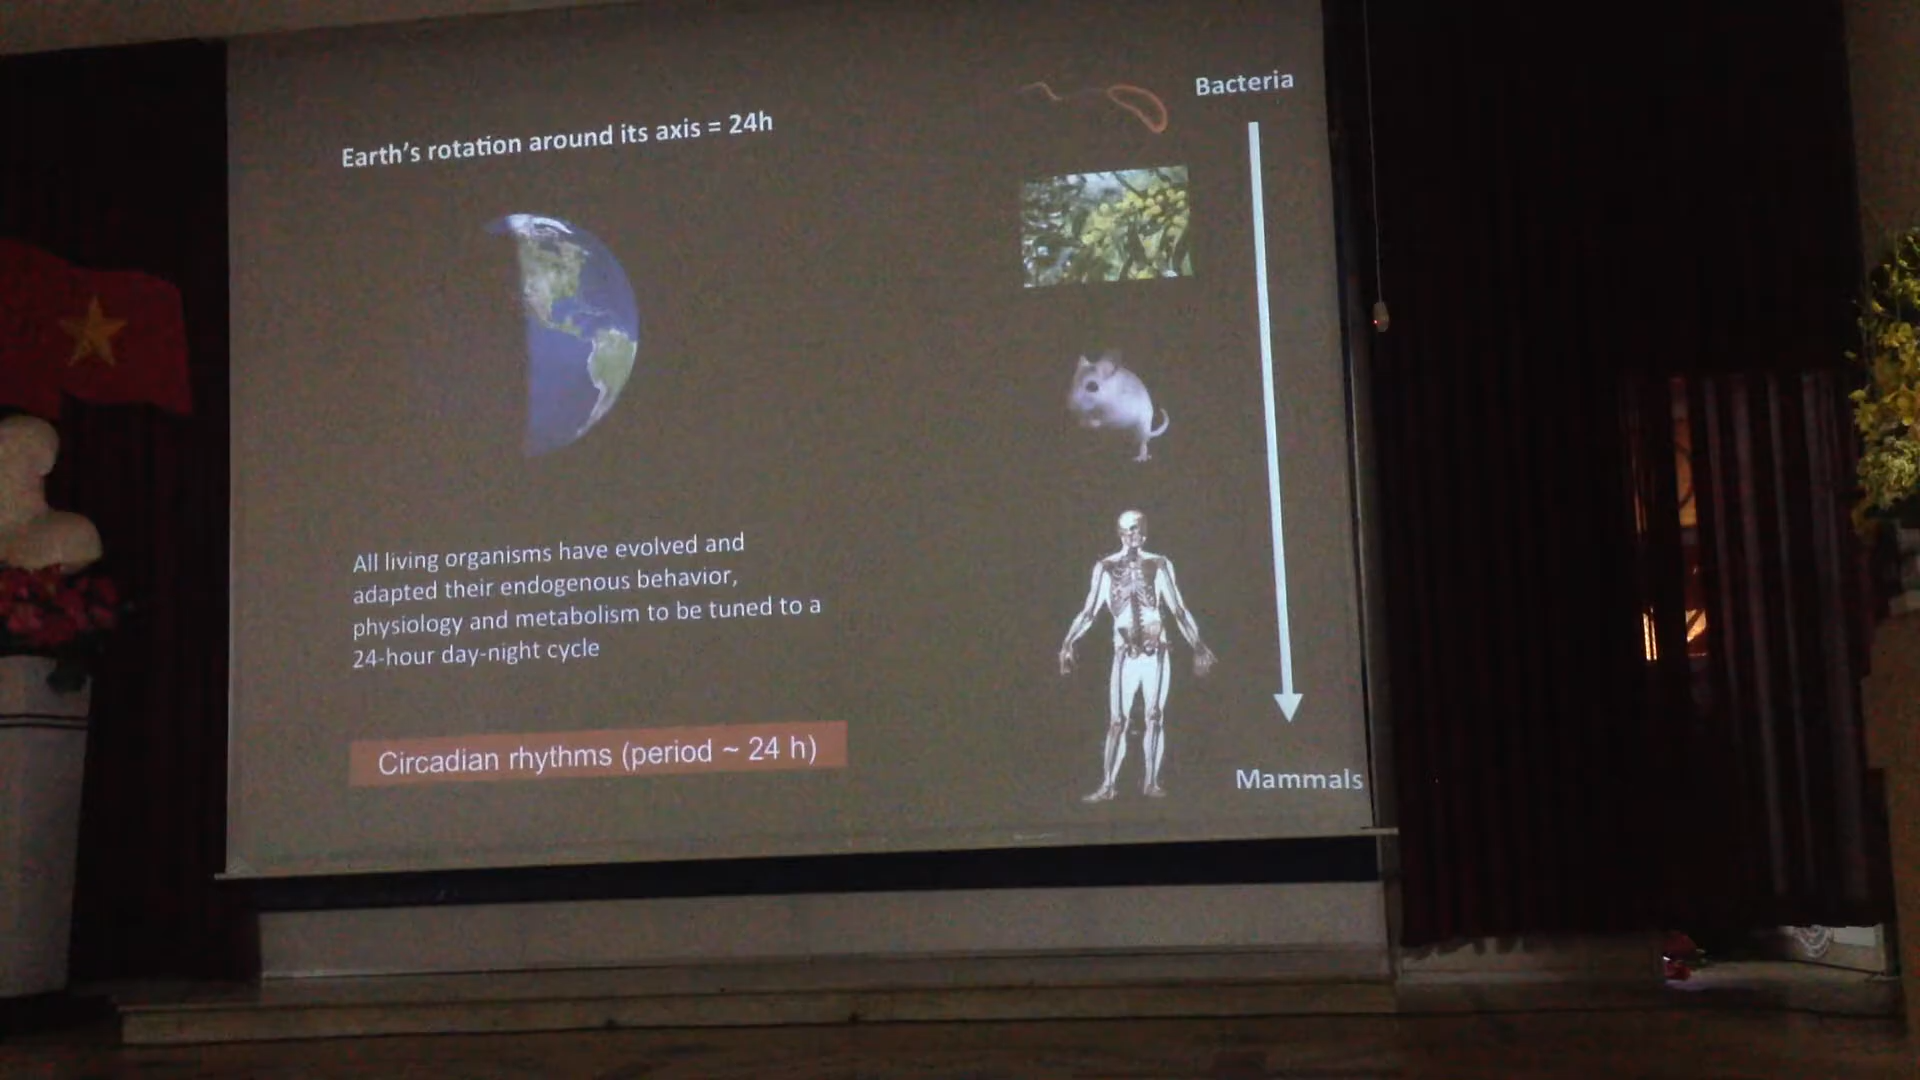 Earth's rotation around its axis = 24h
Bacteria
All living organisms have evolved and
adapted their endogenous behavior,
physiology and metabolism to be tuned to a
24-hour day-night cycle
Circadian rhythms (period ~ 24 h)
Mammals